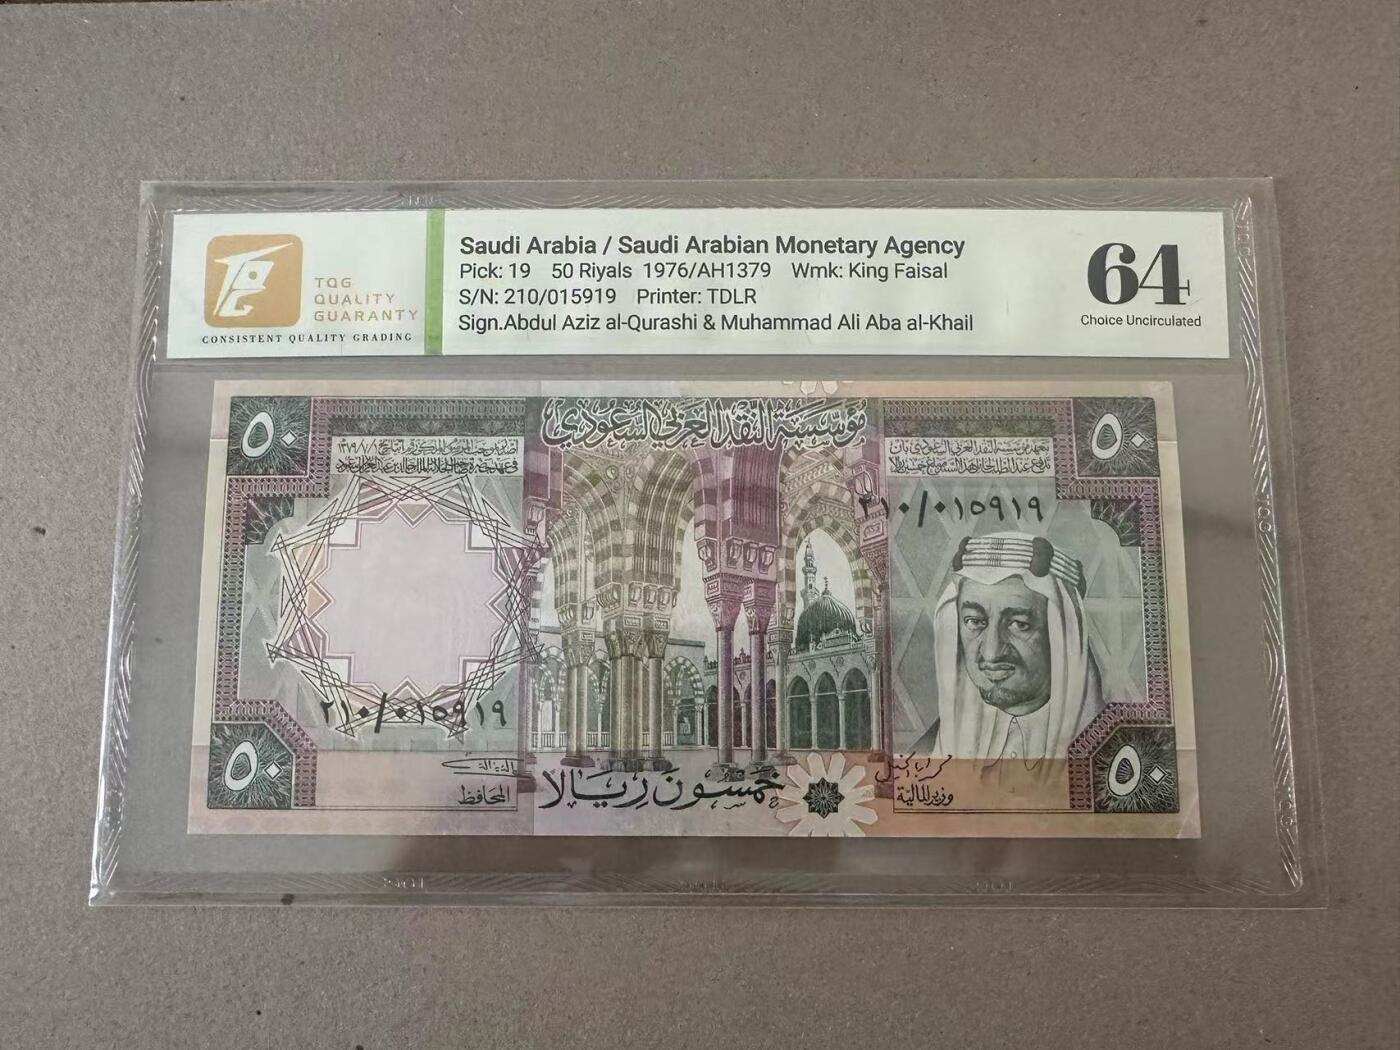 TQG
QUALITY
GUARANTY
CONSISTENT QUALITY GRADING
Saudi Arabia / Saudi Arabian Monetary Agency
Pick: 19 50 Riyals 1976/AH1379 Wmk: King Faisal
S/N: 210/015919 Printer: TDLR
Sign.Abdul Aziz al-Qurashi & Muhammad Ali Aba al-Khail
64
Choice Uncirculated
مؤسسة النقد العربي السعودي
٥٠
٥٠
٢١٠/٠١٥٩١٩
٢١٠/٠١٥٩١٩
خمسون ريالا
وزير المالية
المحافظ
٥٠
٥٠